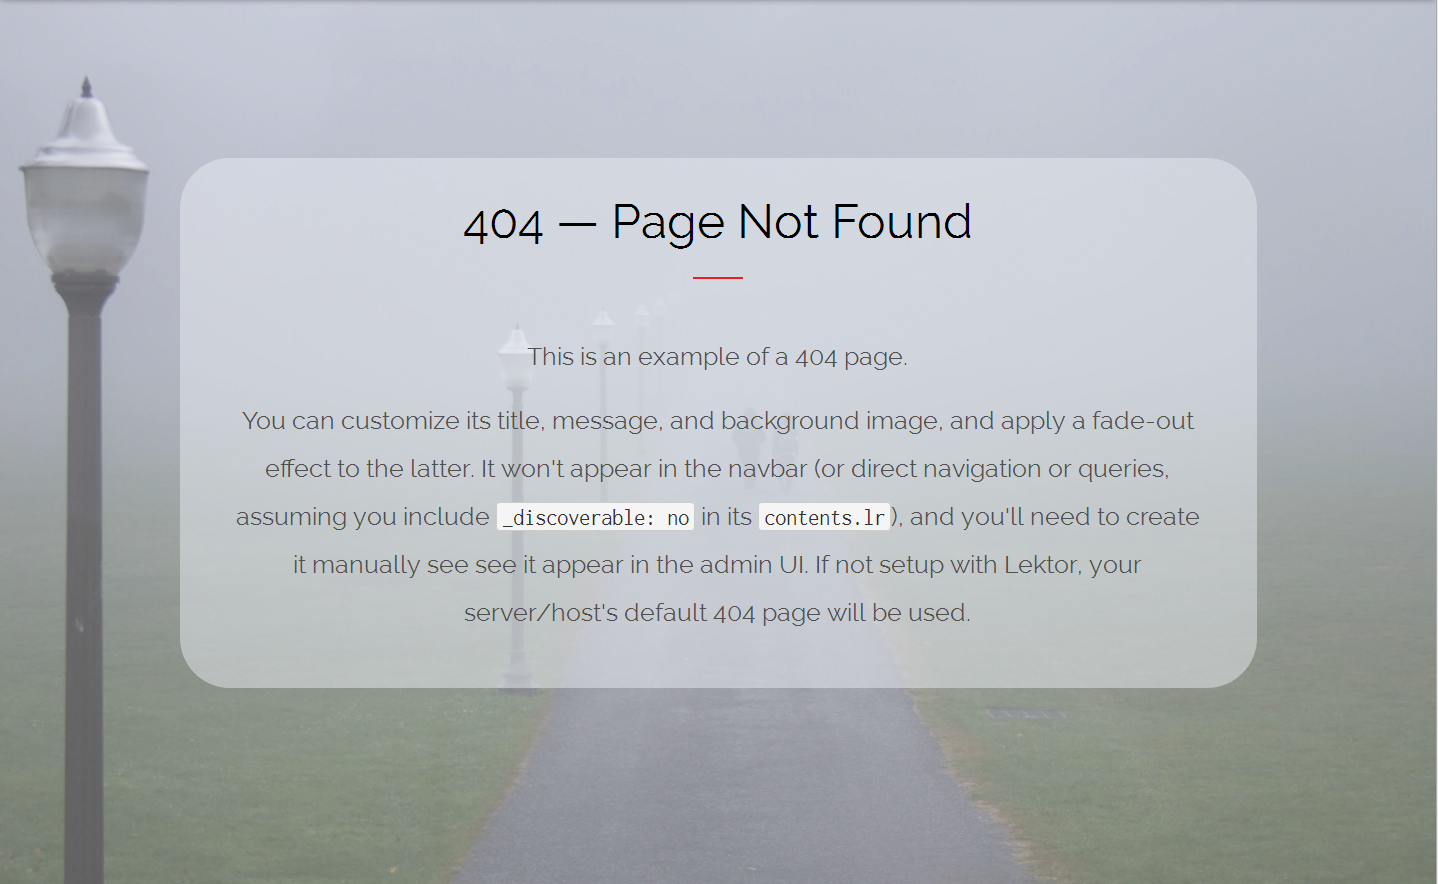 404 — Page Not Found
This is an example of a 404 page.
You can customize its title, message, and background image, and apply a fade-out
effect to the latter. It won't appear in the navbar (or direct navigation or queries,
assuming you include _discoverable: no in its contents.lr), and you'll need to create
it manually see see it appear in the admin UI. If not setup with Lektor, your
server/host's default 404 page will be used.